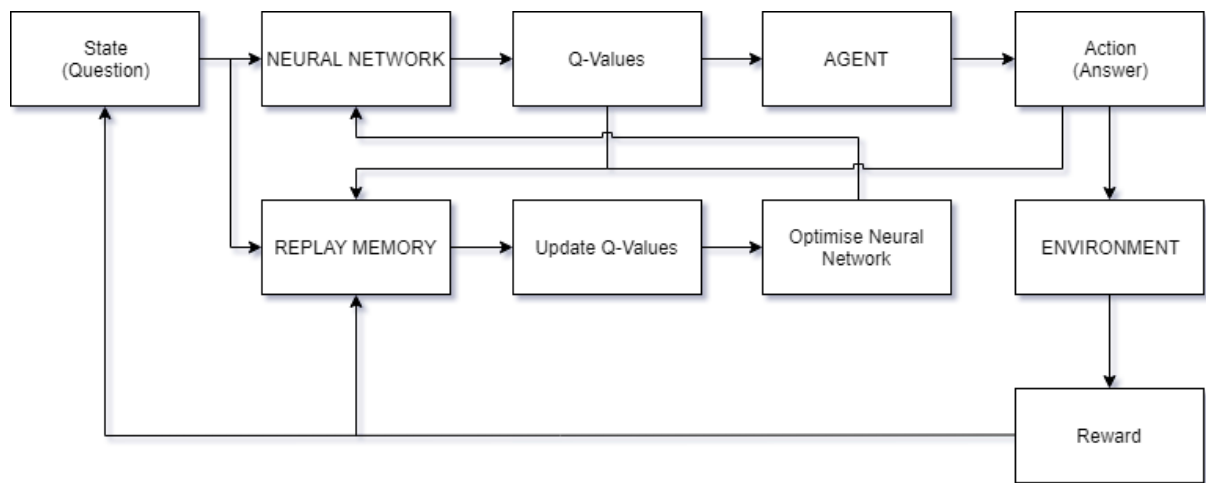 State
(Question)
NEURAL NETWORK
Q-Values
AGENT
Action
(Answer)
REPLAY MEMORY
Update Q-Values
Optimise Neural
Network
ENVIRONMENT
Reward